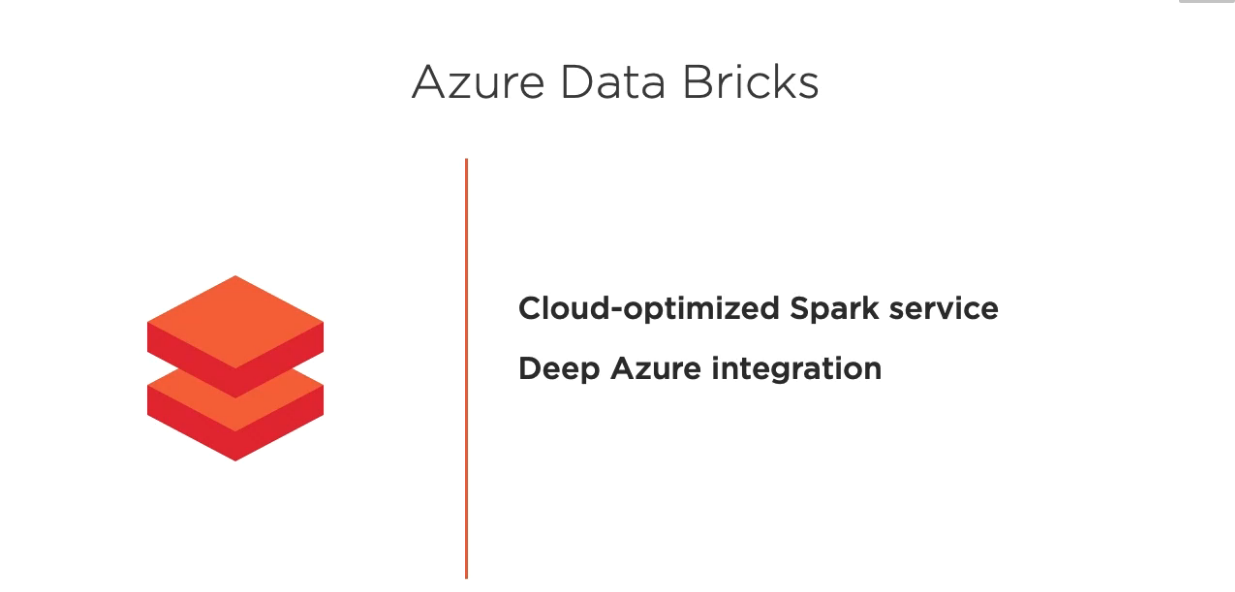 Azure Data Bricks
Cloud-optimized Spark service
Deep Azure integration